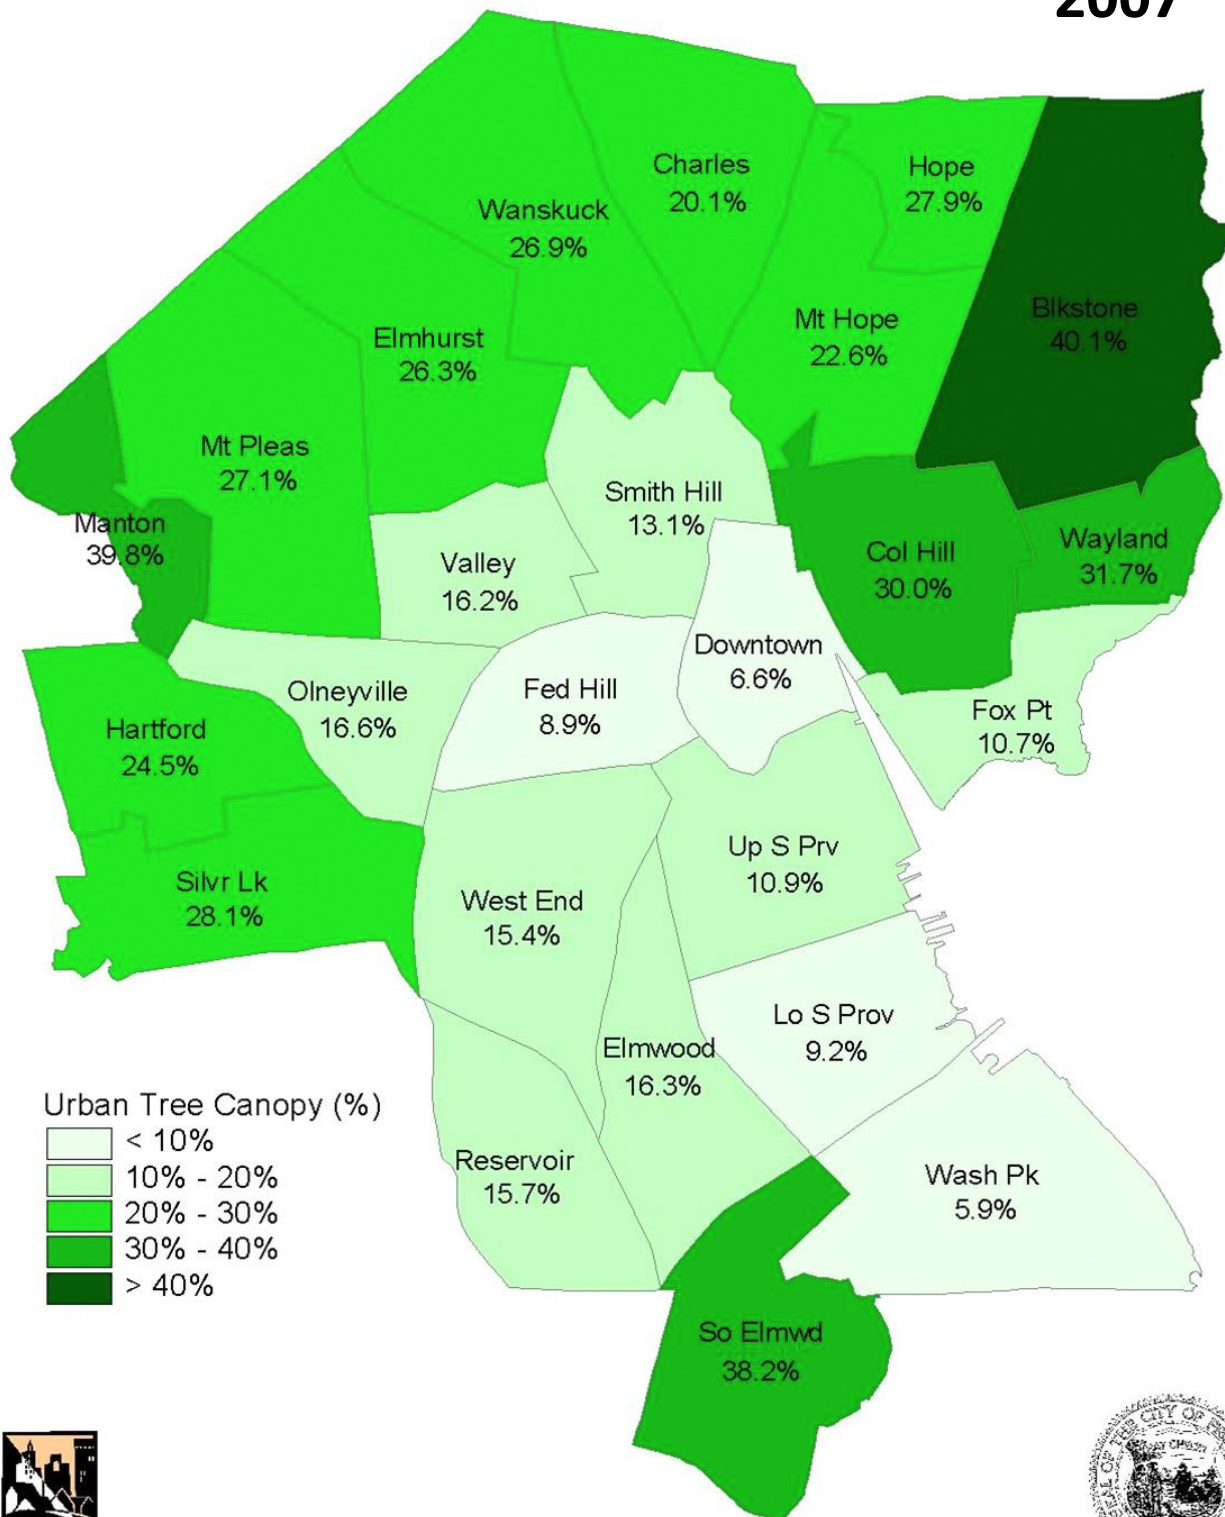 2007
Charles
20.1%
Hope
27.9%
Wanskuck
26.9%
Blkstone
40.1%
Mt Hope
22.6%
Elmhurst
26.3%
Mt Pleas
27.1%
Smith Hill
13.1%
Manton
39.8%
Wayland
31.7%
Col Hill
30.0%
Valley
16.2%
Downtown
6.6%
Olneyville
16.6%
Fed Hill
8.9%
Fox Pt
10.7%
Hartford
24.5%
Up S Prv
10.9%
Silvr Lk
28.1%
West End
15.4%
Lo S Prov
9.2%
Elmwood
16.3%
Urban Tree Canopy (%)
< 10%
10% - 20%
20% - 30%
30% - 40%
> 40%
Reservoir
15.7%
Wash Pk
5.9%
So Elmwd
38.2%
SEAL OF THE CITY OF